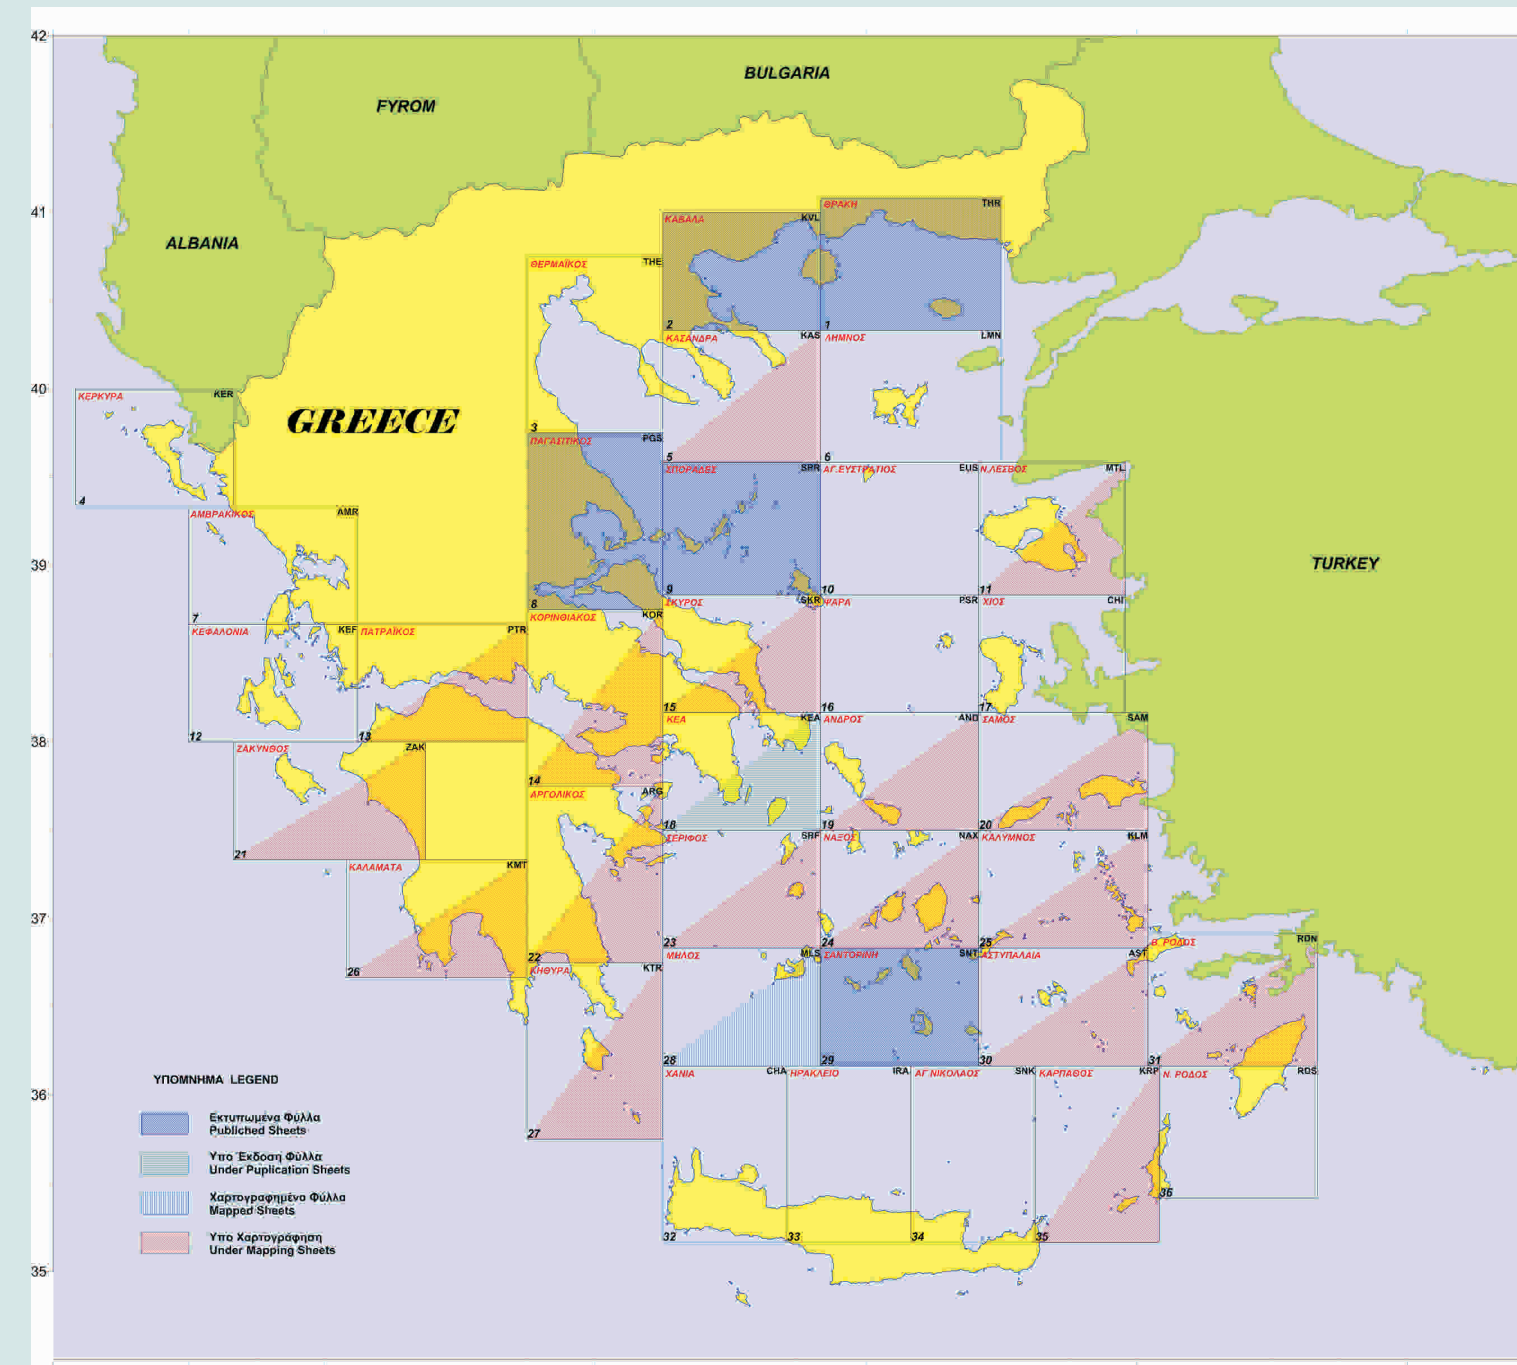 42
BULGARIA
FYROM
41
ΚΑΒΑΛΑ KVL
ΘΡΑΚΗ THR
ALBANIA
ΘΕΡΜΑΪΚΟΣ THE
2
1
ΚΑΣΑΝΔΡΑ KAS
ΛΗΜΝΟΣ LMN
40
ΚΕΡΚΥΡΑ KER
GREECE
3
ΠΑΓΑΣΙΤΙΚΟΣ PGS
5
6
ΣΠΟΡΑΔΕΣ SPR
ΑΓ.ΕΥΣΤΡΑΤΙΟΣ EUS
Ν.ΛΕΣΒΟΣ MTL
4
ΑΜΒΡΑΚΙΚΟΣ AMR
39
TURKEY
8
9
10
11
ΚΟΡΙΝΘΙΑΚΟΣ KOR
ΣΚΥΡΟΣ SKR
ΨΑΡΑ PSR
ΧΙΟΣ CHI
7
ΚΕΦΑΛΟΝΙΑ KEF
ΠΑΤΡΑΪΚΟΣ PTR
15
16
17
ΚΕΑ KEA
ΑΝΔΡΟΣ AND
ΣΑΜΟΣ SAM
38
12
13
ΖΑΚΥΝΘΟΣ ZAK
14
ΑΡΓΟΛΙΚΟΣ ARG
18
19
20
ΣΕΡΙΦΟΣ SRF
ΝΑΞΟΣ NAX
ΚΑΛΥΜΝΟΣ KLM
21
ΚΑΛΑΜΑΤΑ KMT
37
23
24
25
Β. ΡΟΔΟΣ RDN
ΜΗΛΟΣ MLS
ΣΑΝΤΟΡΙΝΗ SNT
ΑΣΤΥΠΑΛΑΙΑ AST
22
ΚΗΘΥΡΑ KTR
26
28
29
30
31
ΧΑΝΙΑ CHA
ΗΡΑΚΛΕΙΟ IRA
ΑΓ.ΝΙΚΟΛΑΟΣ SNK
ΚΑΡΠΑΘΟΣ KRP
Ν. ΡΟΔΟΣ RDS
36
27
36
32
33
34
35
35
ΥΠΟΜΝΗΜΑ LEGEND
Εκτυπωμένα Φύλλα
Publiched Sheets
Υπο Έκδοση Φύλλα
Under Puplication Sheets
Χαρτογραφημένα Φύλλα
Mapped Sheets
Υπο Χαρτογράφηση
Under Mapping Sheets